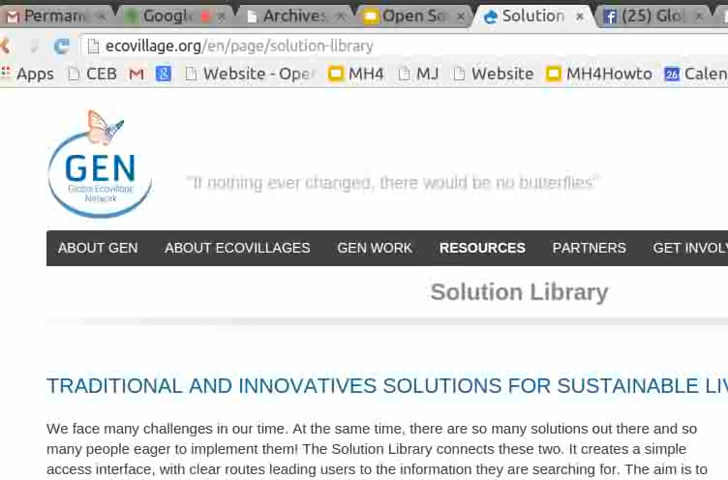 Perman Googl Archives Open So Solution (25) Glo
ecovillage.org/en/page/solution-library
Apps CEB Website - Ope MH4 MJ Website MH4Howto 26 Calen
GEN
Global Ecovillage
Network
"If nothing ever changed, there would be no butterflies"
ABOUT GEN ABOUT ECOVILLAGES GEN WORK RESOURCES PARTNERS GET INVOLV
Solution Library
TRADITIONAL AND INNOVATIVES SOLUTIONS FOR SUSTAINABLE LIV
We face many challenges in our time. At the same time, there are so many solutions out there and so
many people eager to implement them! The Solution Library connects these two. It creates a simple
access interface, with clear routes leading users to the information they are searching for. The aim is to